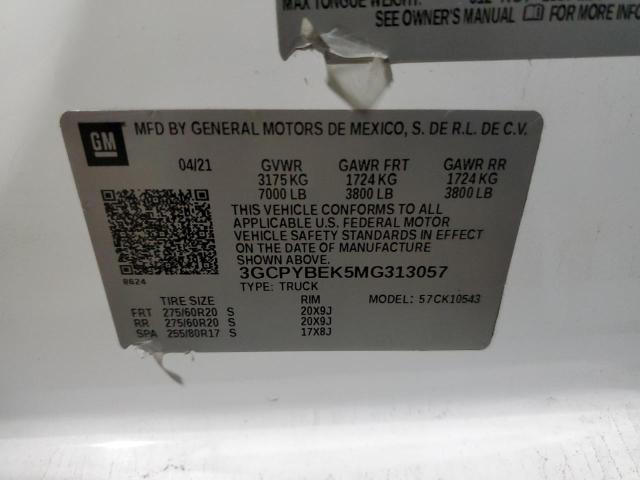 MAX TONGUE WEIGHT:
SEE OWNER'S MANUAL FOR MORE INFO
GM
MFD BY GENERAL MOTORS DE MEXICO, S. DE R.L. DE C.V.
04/21 GVWR GAWR FRT GAWR RR
3175 KG 1724 KG 1724 KG
7000 LB 3800 LB 3800 LB
THIS VEHICLE CONFORMS TO ALL
APPLICABLE U.S. FEDERAL MOTOR
VEHICLE SAFETY STANDARDS IN EFFECT
ON THE DATE OF MANUFACTURE
SHOWN ABOVE.
3GCPYBEK5MG313057
8624
TYPE: TRUCK
TIRE SIZE RIM MODEL: 57CK10543
FRT 275/60R20 S 20X9J
RR 275/60R20 S 20X9J
SPA 255/80R17 S 17X8J